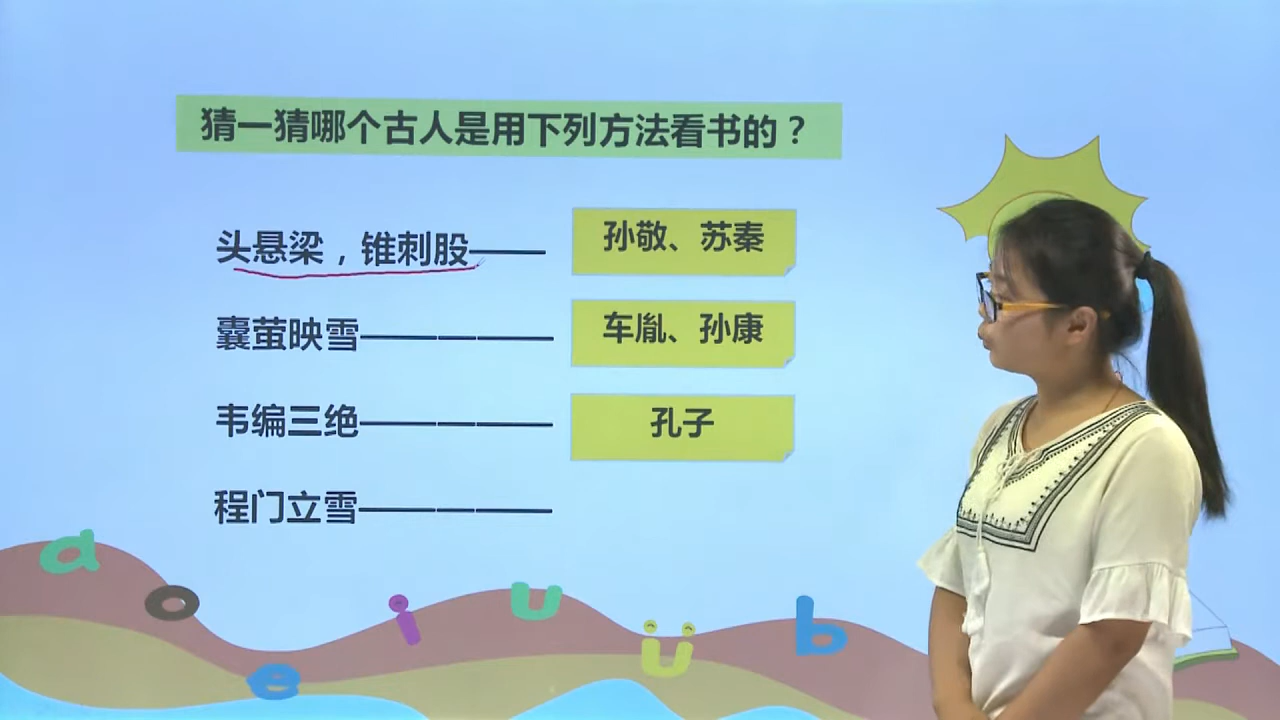 猜一猜哪个古人是用下列方法看书的？
头悬梁，锥刺股——孙敬、苏秦
囊萤映雪—————车胤、孙康
韦编三绝—————孔子
程门立雪—————
a
o
e
i
u
ü
b